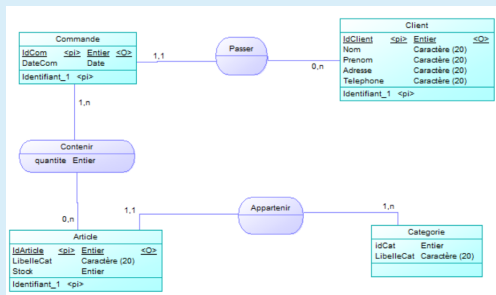 Commande
IdCom <pi> Entier <O>
DateCom Date
Identifiant_1 <pi>
1,1
Passer
0,n
Client
IdClient <pi> Entier <O>
Nom Caractère (20)
Prenom Caractère (20)
Adresse Caractère (20)
Telephone Caractère (20)
Identifiant_1 <pi>
1,n
Contenir
quantite Entier
0,n
1,1
Appartenir
1,n
Article
IdArticle <pi> Entier <O>
LibelleCat Caractère (20)
Stock Entier
Identifiant_1 <pi>
Categorie
idCat Entier
LibelleCat Caractère (20)